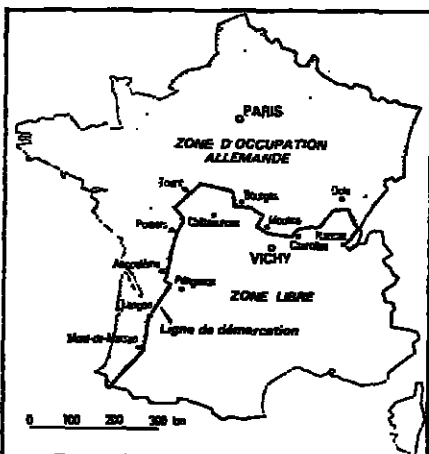 PARIS
ZONE D'OCCUPATION
ALLEMANDE
Tours
Bourges
Dole
Châteauroux
Moulins
Poitiers
VICHY
Angoulême
Périgueux
ZONE LIBRE
Langon
Ligne de démarcation
Mont-de-Marsan
0 100 200 300 km